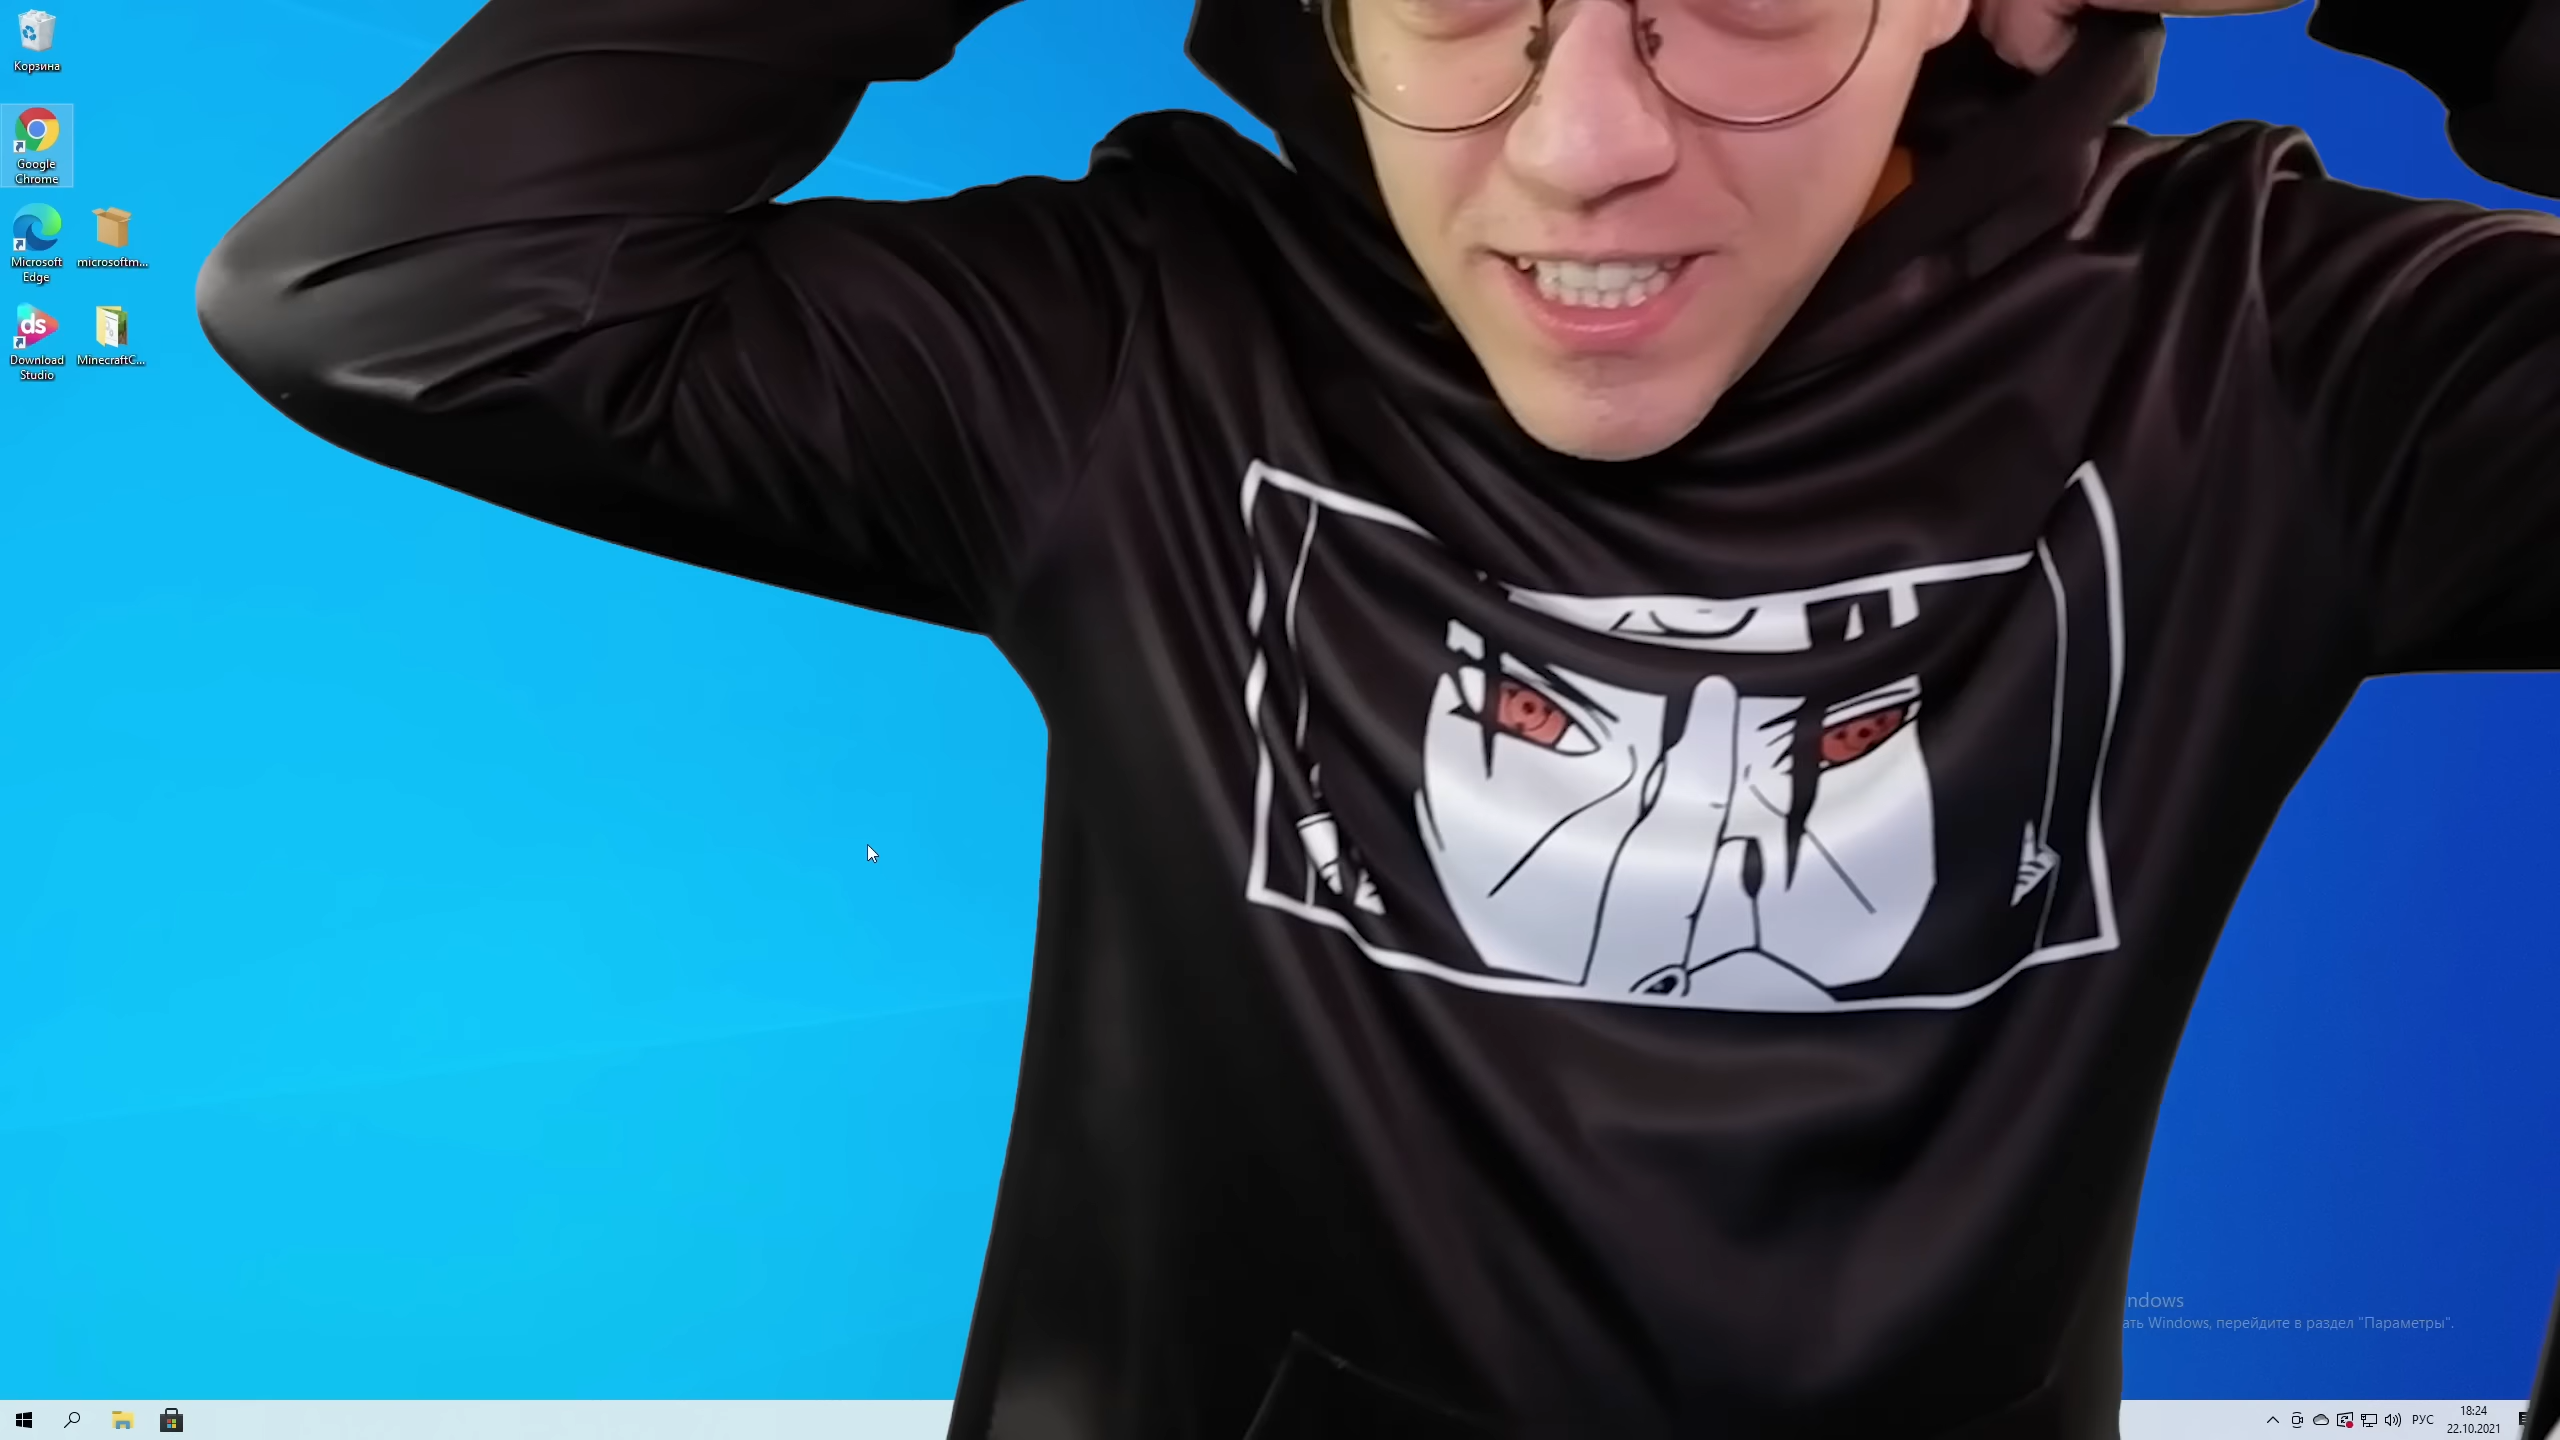 Корзина
Google
Chrome
Microsoft
Edge
microsoftm...
ds
Download
Studio
MinecraftC...
ndows
ать Windows, перейдите в раздел "Параметры".
РУС
18:24
22.10.2021